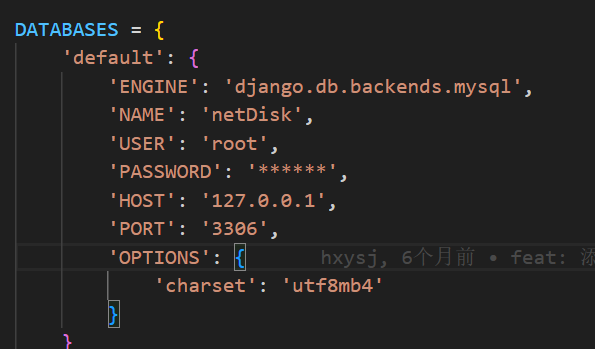 DATABASES = {
'default': {
'ENGINE': 'django.db.backends.mysql',
'NAME': 'netDisk',
'USER': 'root',
'PASSWORD': '******',
'HOST': '127.0.0.1',
'PORT': '3306',
'OPTIONS': { hxysj, 6个月前 • feat: 添
'charset': 'utf8mb4'
}
}